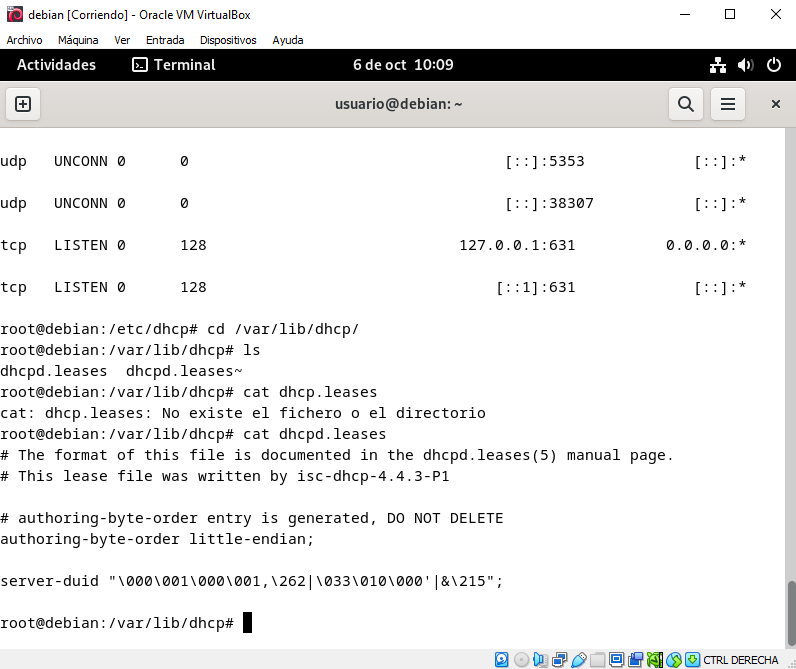 debian [Corriendo] - Oracle VM VirtualBox
Archivo Máquina Ver Entrada Dispositivos Ayuda
Actividades Terminal 6 de oct 10:09
usuario@debian: ~
udp UNCONN 0 0 [::]:5353 [::]:*
udp UNCONN 0 0 [::]:38307 [::]:*
tcp LISTEN 0 128 127.0.0.1:631 0.0.0.0:*
tcp LISTEN 0 128 [::1]:631 [::]:*
root@debian:/etc/dhcp# cd /var/lib/dhcp/
root@debian:/var/lib/dhcp# ls
dhcpd.leases dhcpd.leases~
root@debian:/var/lib/dhcp# cat dhcp.leases
cat: dhcp.leases: No existe el fichero o el directorio
root@debian:/var/lib/dhcp# cat dhcpd.leases
# The format of this file is documented in the dhcpd.leases(5) manual page.
# This lease file was written by isc-dhcp-4.4.3-P1
# authoring-byte-order entry is generated, DO NOT DELETE
authoring-byte-order little-endian;
server-duid "\000\001\000\001,\262|\033\010\000'|&\215";
root@debian:/var/lib/dhcp#
CTRL DERECHA